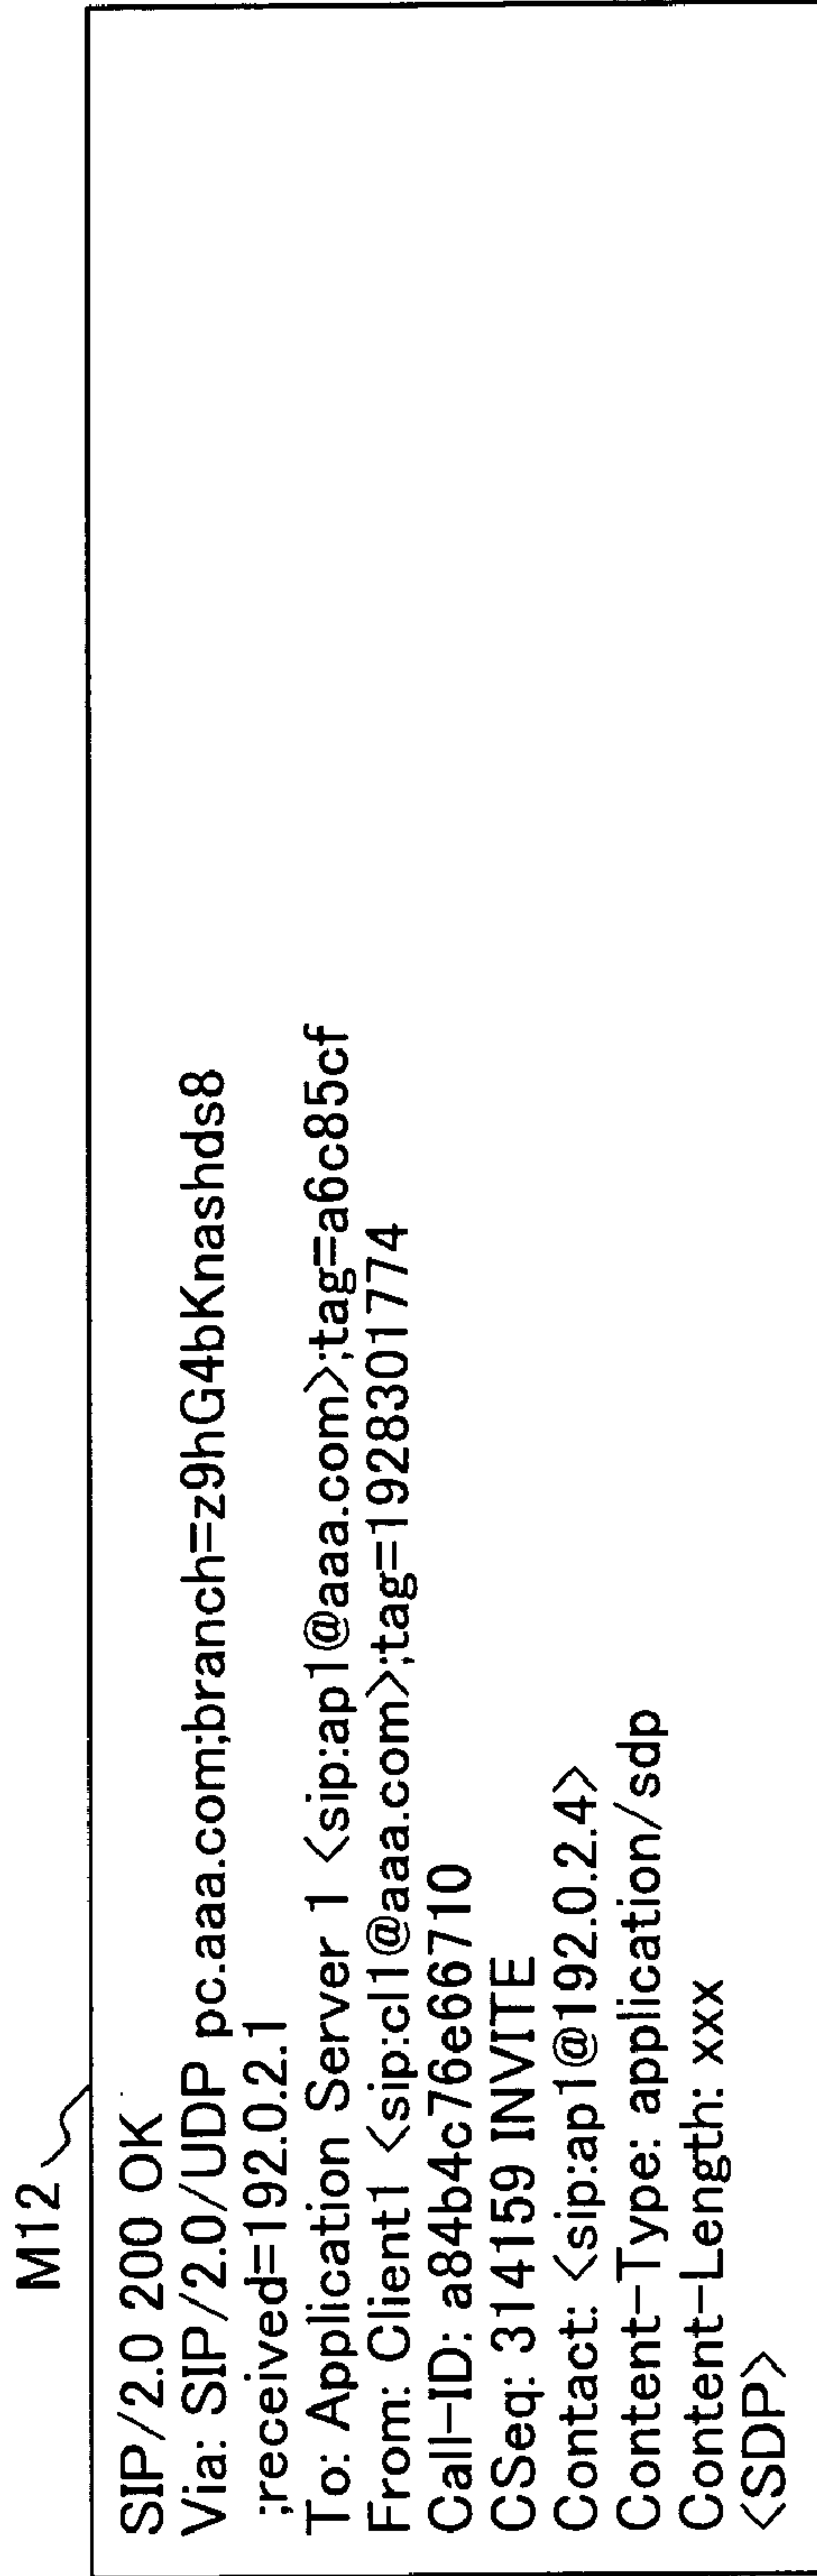 M12
SIP/2.0 200 OK
Via: SIP/2.0/UDP pc.aaa.com;branch=z9hG4bKnashds8
;received=192.0.2.1
To: Application Server 1 <sip:ap1@aaa.com>;tag=a6c85cf
From: Client1 <sip:cl1@aaa.com>;tag=1928301774
Call-ID: a84b4c76e66710
CSeq: 314159 INVITE
Contact: <sip:ap1@192.0.2.4>
Content-Type: application/sdp
Content-Length: xxx
<SDP>